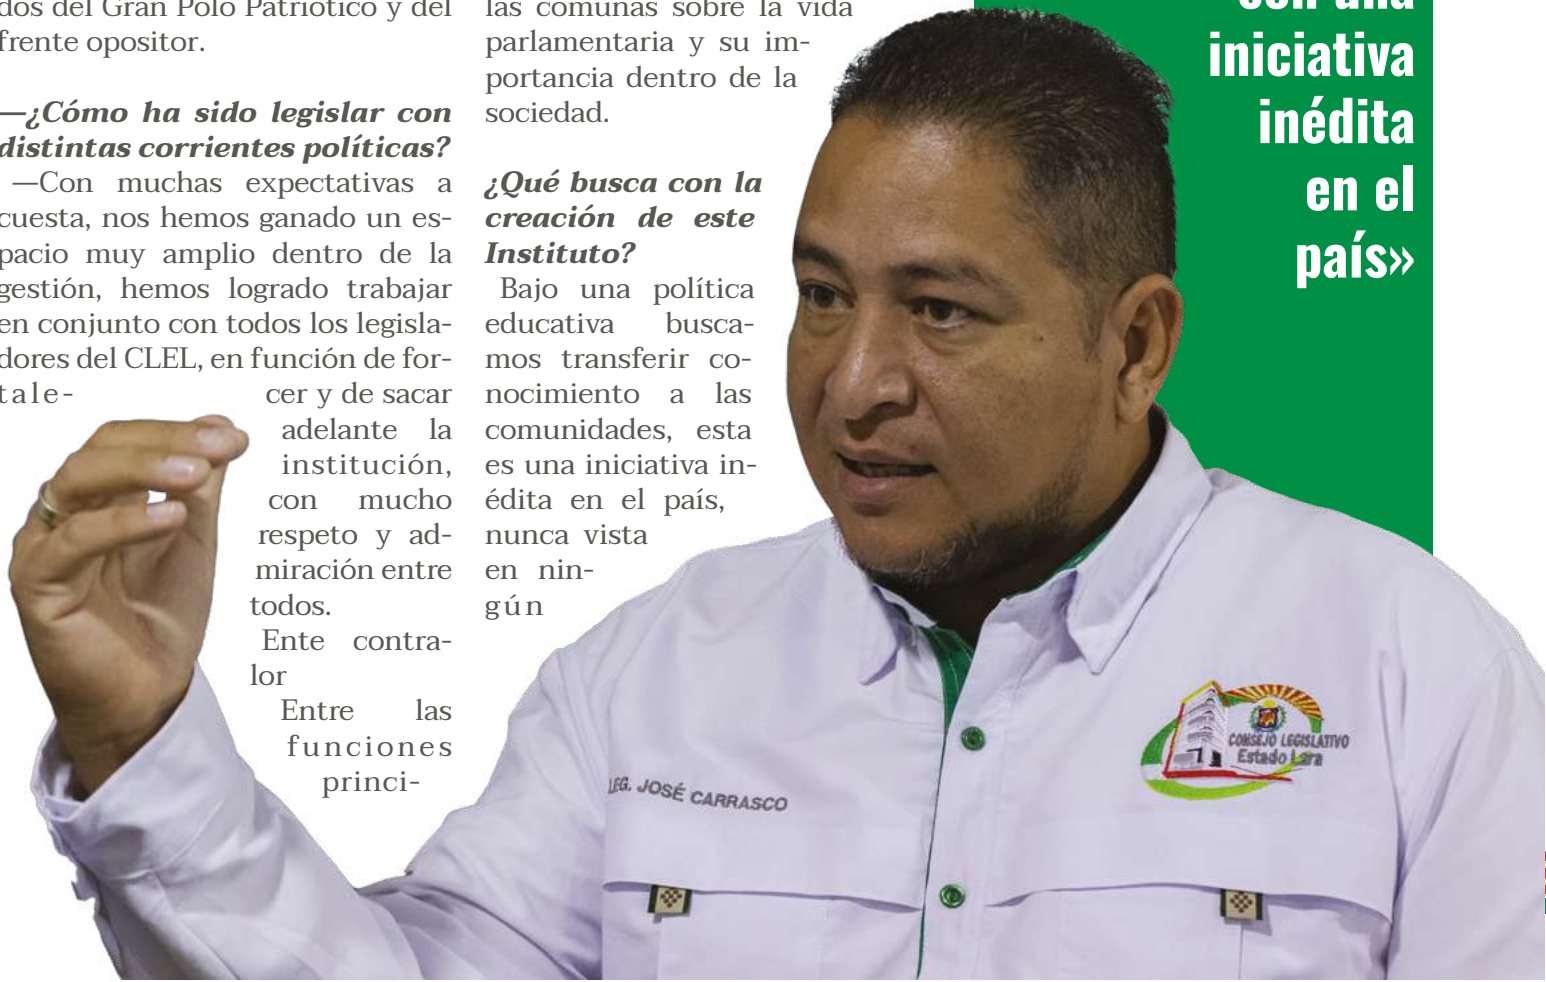 dos del Gran Polo Patriótico y del
frente opositor.
—¿Cómo ha sido legislar con
distintas corrientes políticas?
—Con muchas expectativas a
cuesta, nos hemos ganado un es-
pacio muy amplio dentro de la
gestión, hemos logrado trabajar
en conjunto con todos los legisla-
dores del CLEL, en función de for-
tale- cer y de sacar
adelante la
institución,
con mucho
respeto y ad-
miración entre
todos.
Ente contra-
lor
Entre las
funciones
princi-
las comunas sobre la vida
parlamentaria y su im-
portancia dentro de la
sociedad.
¿Qué busca con la
creación de este
Instituto?
Bajo una política
educativa busca-
mos transferir co-
nocimiento a las
comunidades, esta
es una iniciativa in-
édita en el país,
nunca vista
en nin-
gún
con una
iniciativa
inédita
en el
país»
LEG. JOSÉ CARRASCO
CONSEJO LEGISLATIVO
Estado Lara